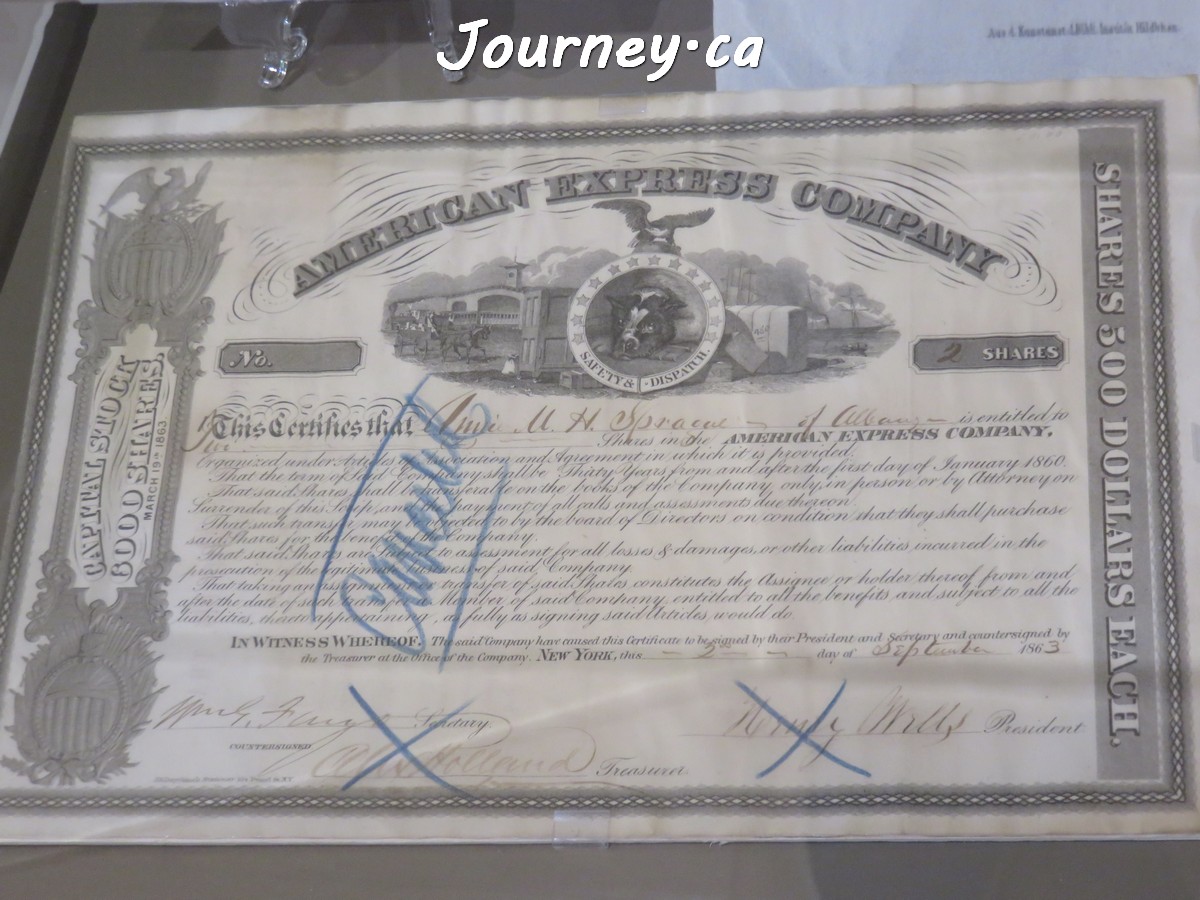 Journey.ca
AMERICAN EXPRESS COMPANY
SAFETY & DISPATCH.
No.
2 SHARES
CAPITAL STOCK
6000 SHARES
MARCH 19th 1863
SHARES 500 DOLLARS EACH.
This Certifies that M. H. Sprague of Albany is entitled to
Shares in the AMERICAN EXPRESS COMPANY.
Organized under Articles of Association and Agreement in which it is provided.
That the term of said Company shall be Thirty Years from and after the first day of January 1860.
That said Shares shall be transferable on the books of the Company only in person or by Attorney on
Surrender of this Scrip, and the payment of all calls and assessments due thereon.
That such transfer may be objected to by the board of Directors on condition that they shall purchase
said Shares for the benefit of the Company.
That said Shares are subject to assessment for all losses & damages, or other liabilities incurred in the
prosecution of the legitimate business of said Company.
That taking an assignment or transfer of said Shares constitutes the Assignee or holder thereof, from and
after the date of such transfer a Member of said Company, entitled to all the benefits and subject to all the
liabilities, thereto appertaining, as fully as signing said Articles would do.
IN WITNESS WHEREOF, The said Company have caused this Certificate to be signed by their President and Secretary and countersigned by
the Treasurer at the Office of the Company. NEW YORK, this 2 day of September 1863
Wm G. Fargo Secretary.
Henry Wells President
COUNTERSIGNED
Holland Treasurer.